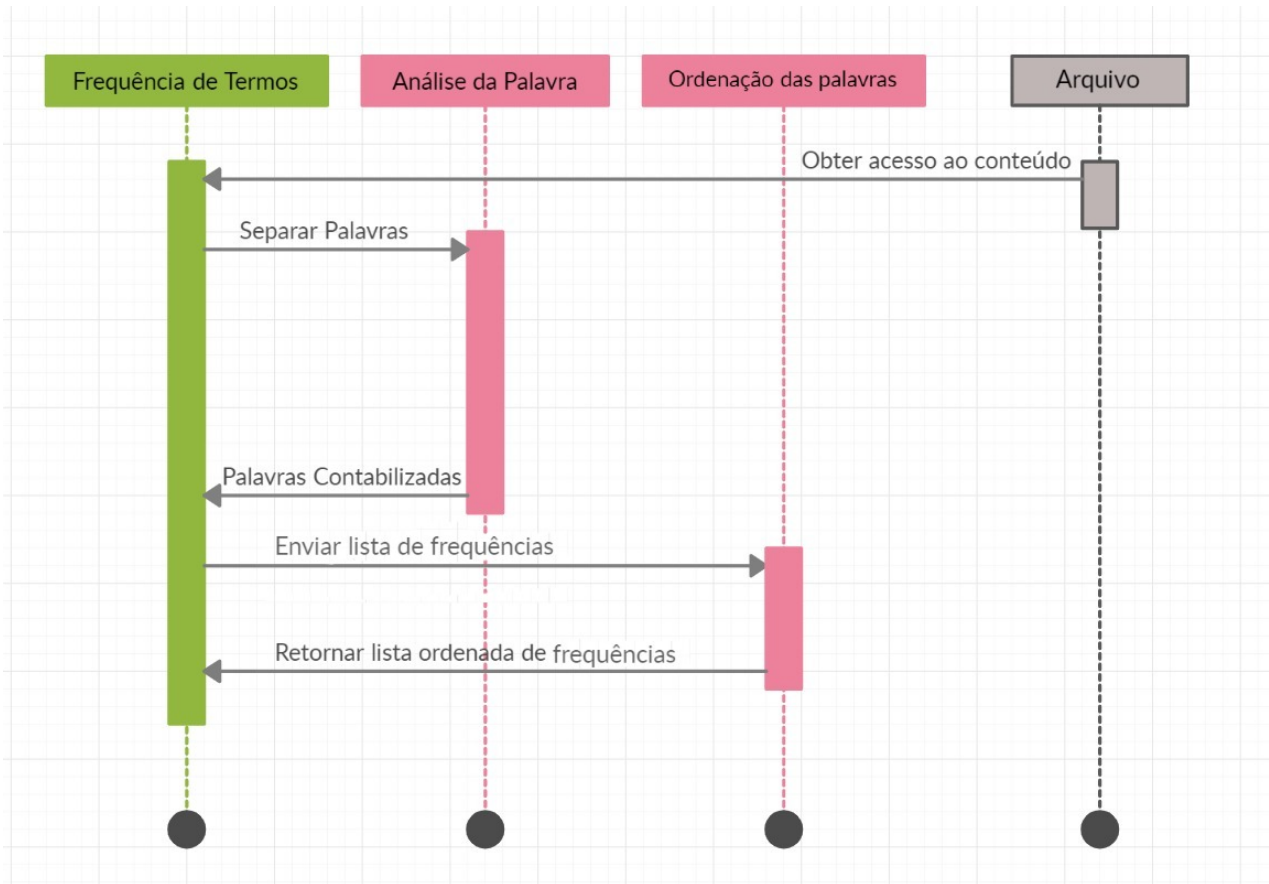 Frequência de Termos
Análise da Palavra
Ordenação das palavras
Arquivo
Obter acesso ao conteúdo
Separar Palavras
Palavras Contabilizadas
Enviar lista de frequências
Retornar lista ordenada de frequências